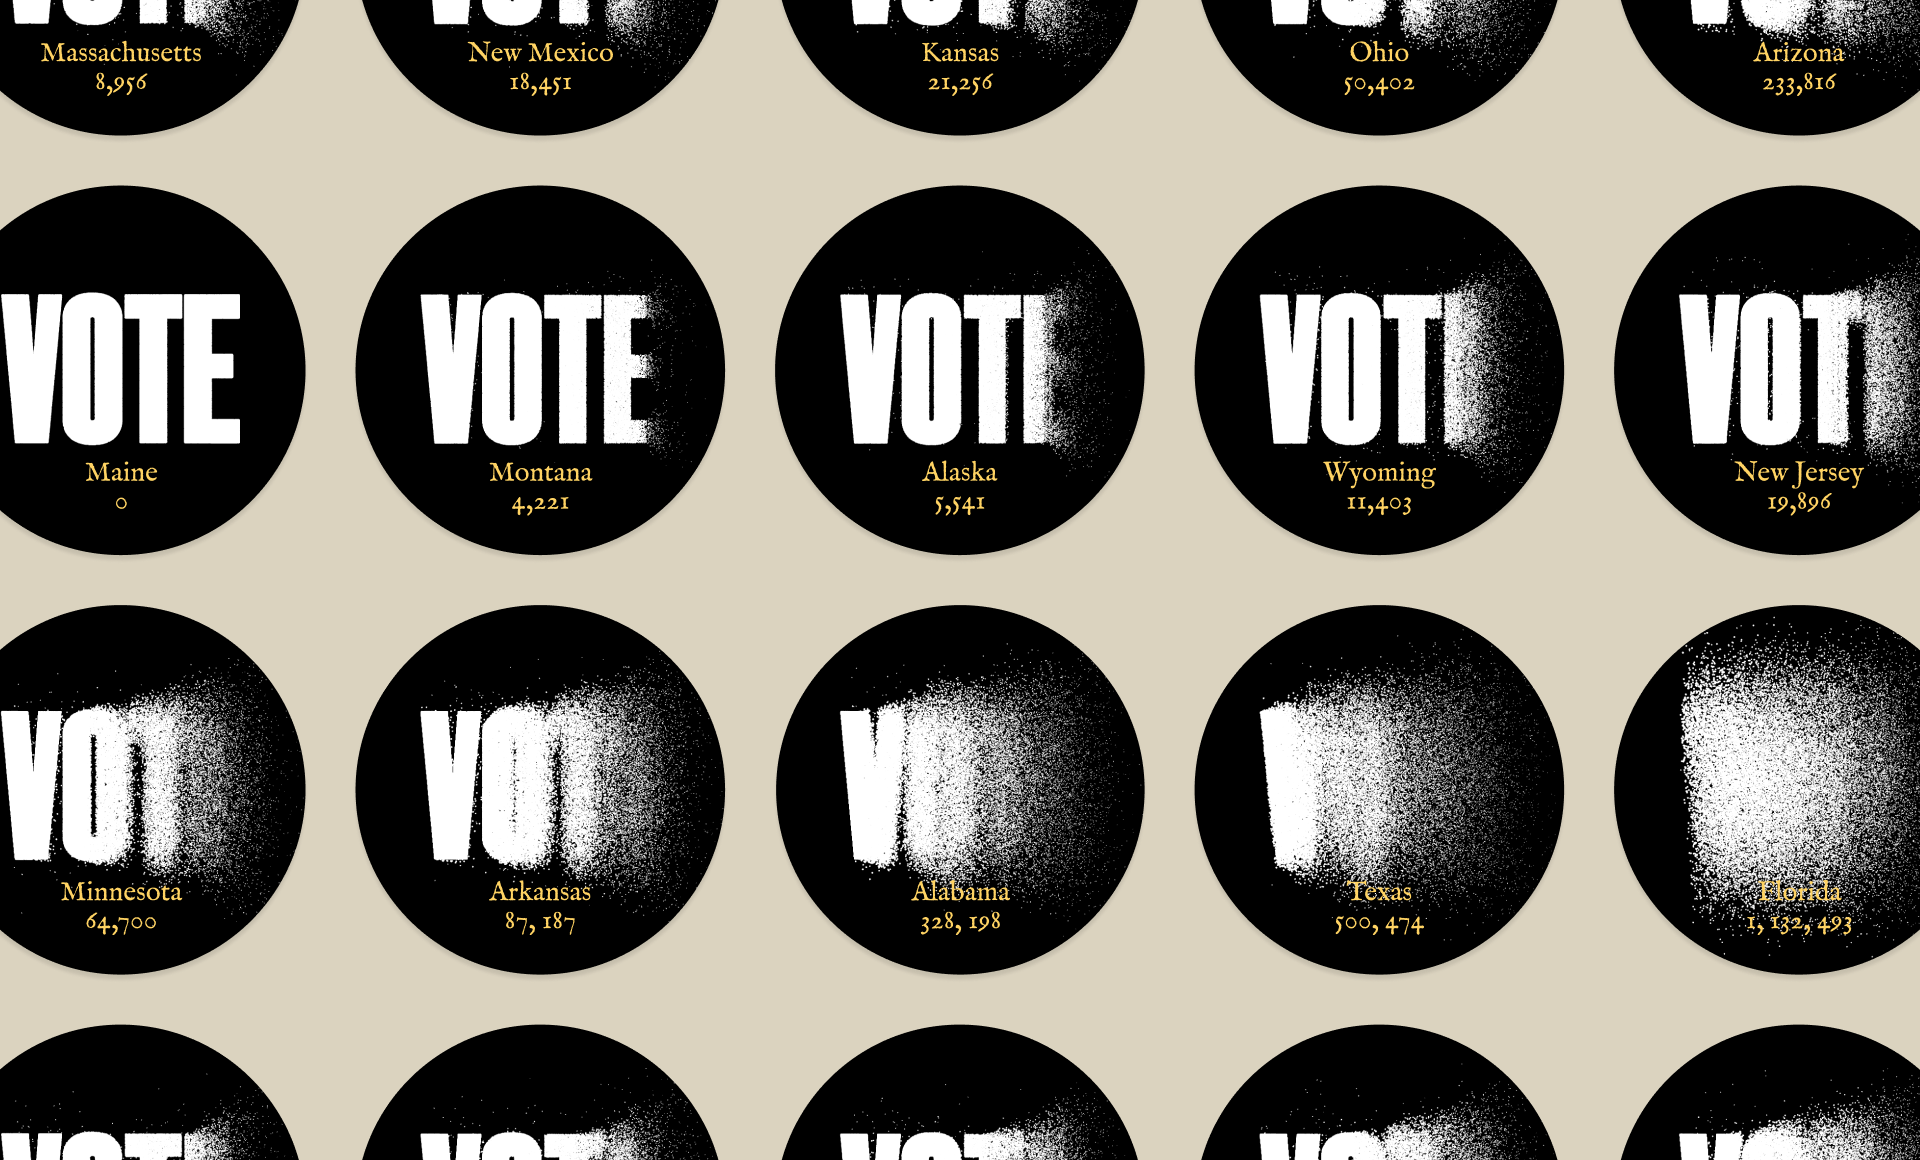 Massachusetts
8,956
New Mexico
18,451
Kansas
21,256
Ohio
50,402
Arizona
233,816
VOTE
Maine
0
VOTE
Montana
4,221
VOTE
Alaska
5,541
VOT
Wyoming
11,403
VOT
New Jersey
19,896
VO
Minnesota
64,700
VO
Arkansas
87, 187
V
Alabama
328, 198
Texas
500, 474
Florida
1, 132, 493